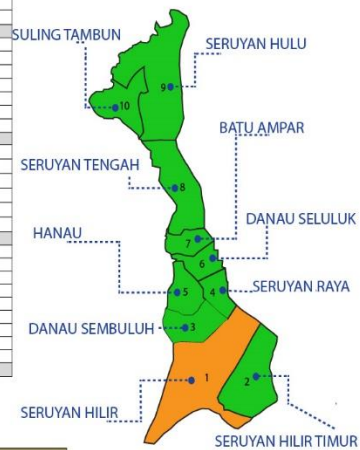 SULING TAMBUN
SERUYAN HULU
9
10
BATU AMPAR
SERUYAN TENGAH
8
DANAU SELULUK
HANAU
7
6
SERUYAN RAYA
5
4
DANAU SEMBULUH
3
1
2
SERUYAN HILIR
SERUYAN HILIR TIMUR